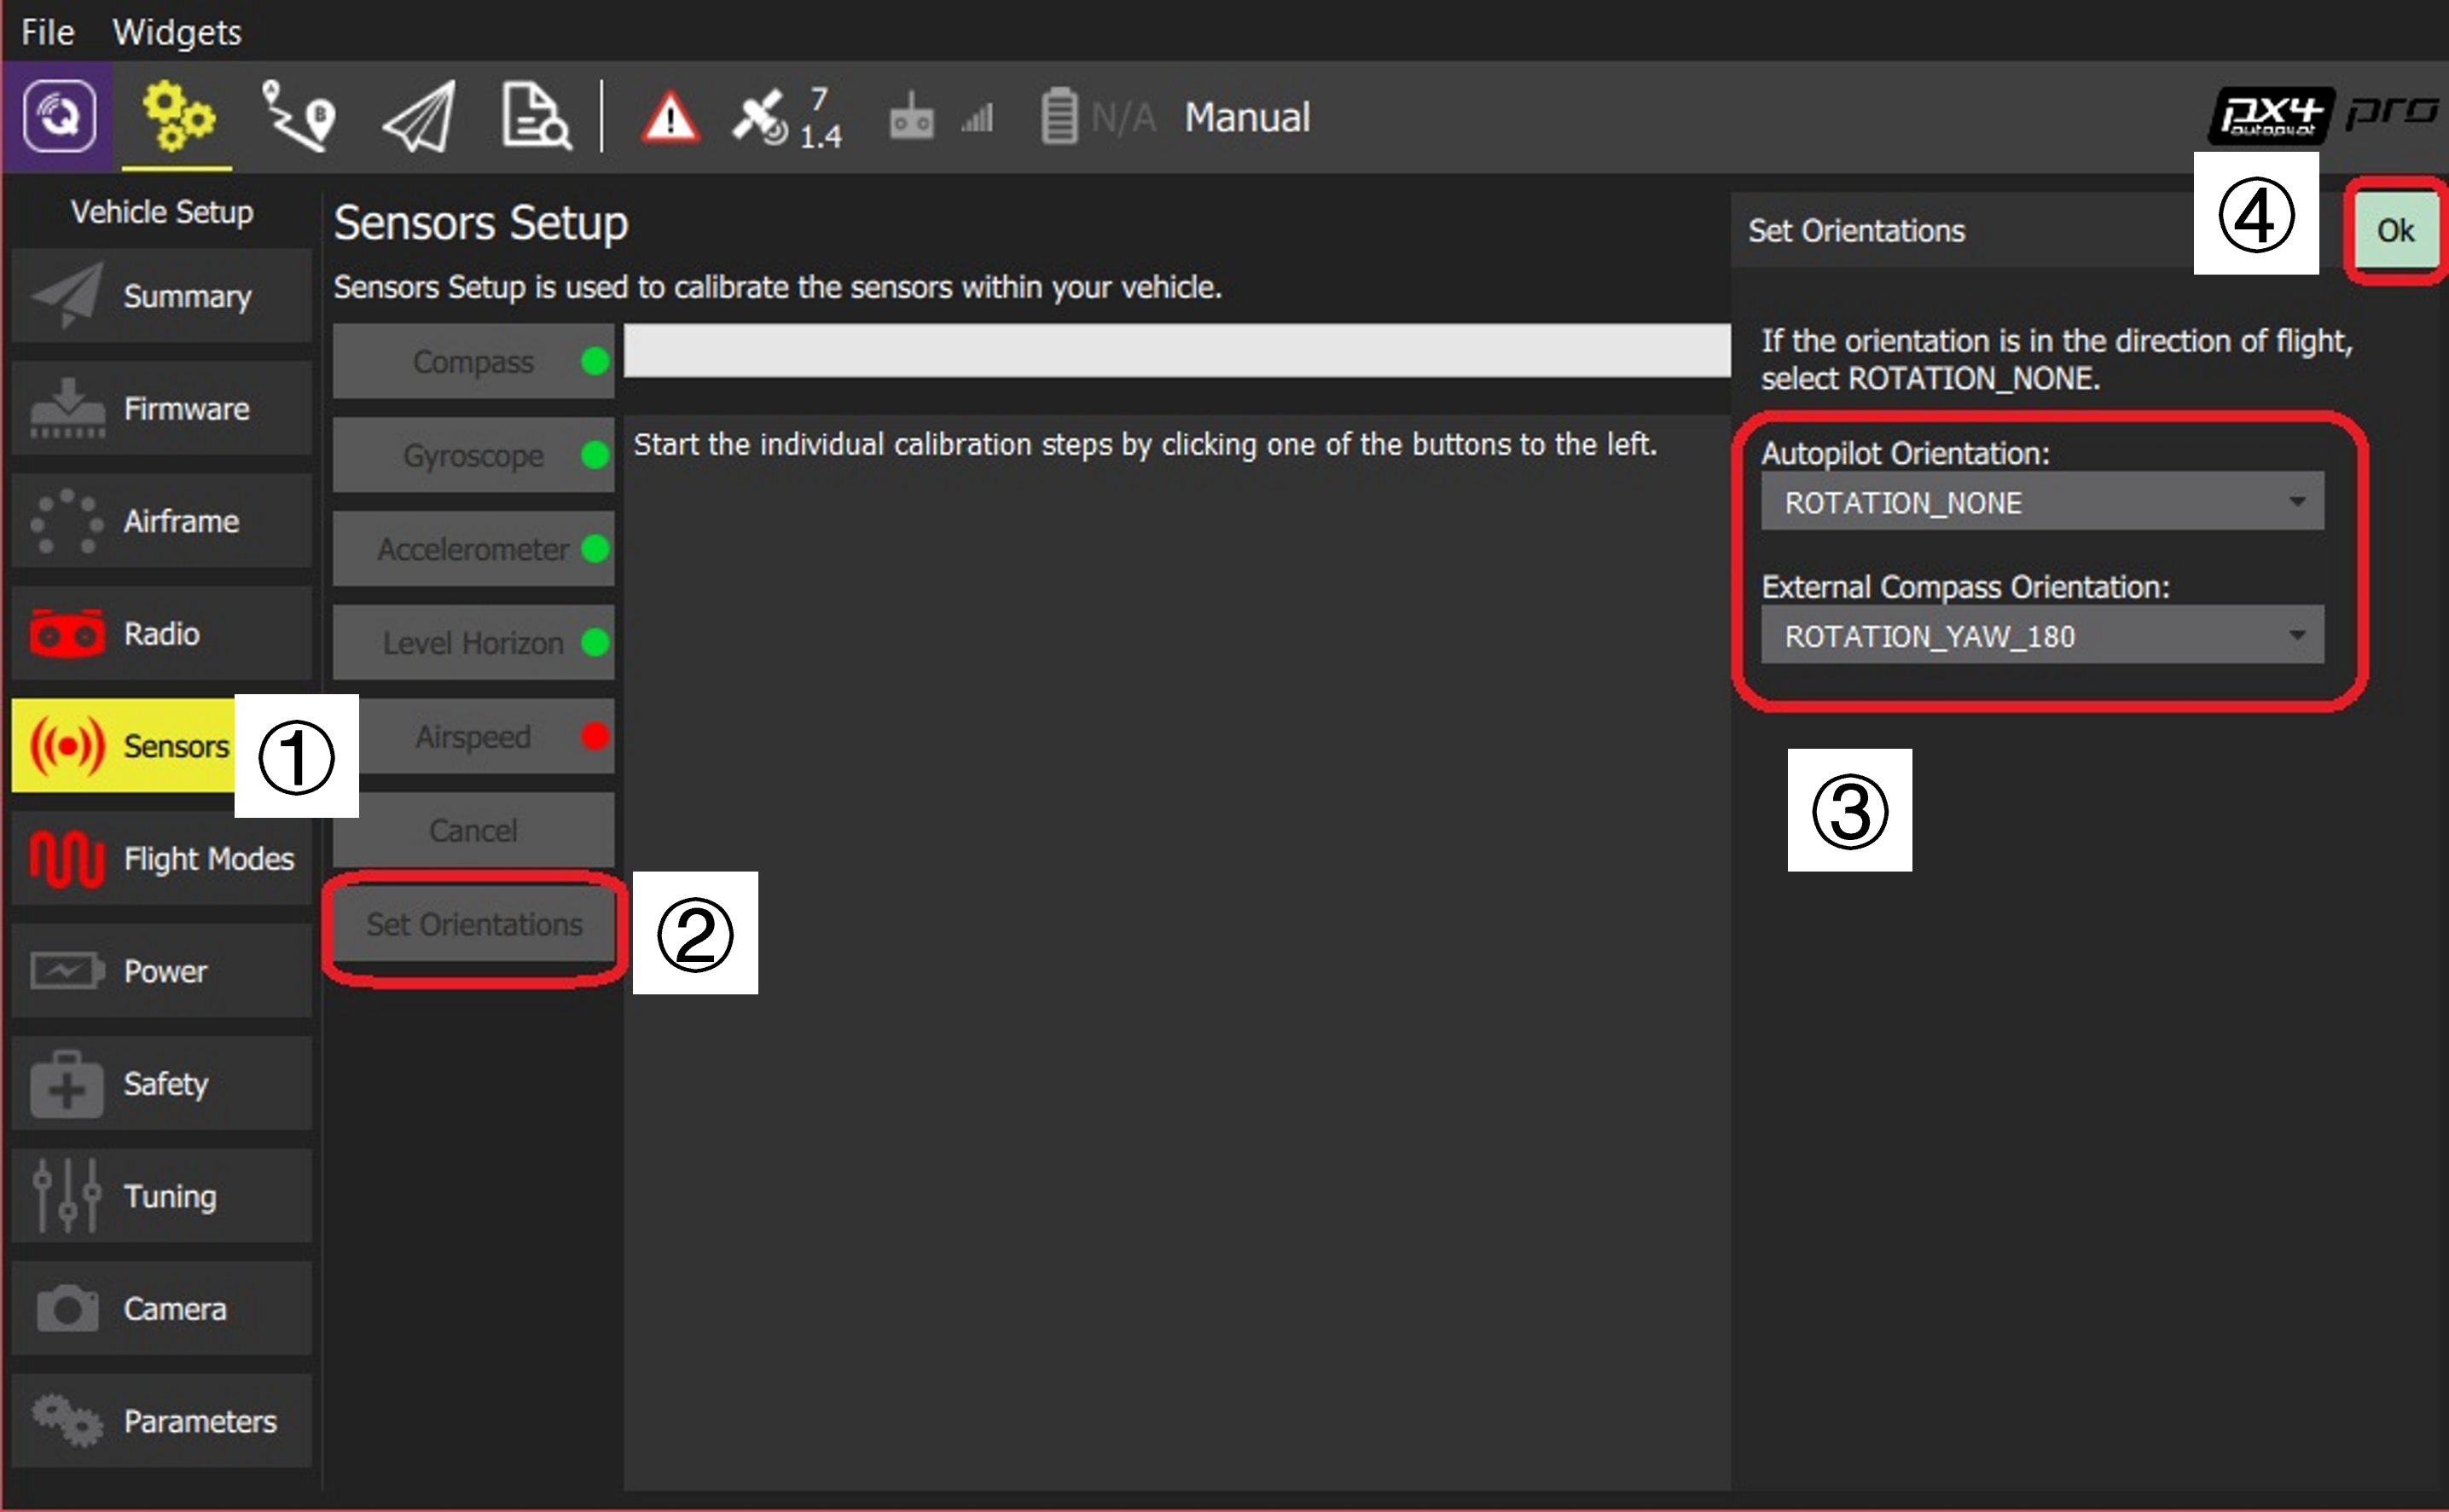 File Widgets
7
1.4
N/A
Manual
px4
autopilot
pro
Vehicle Setup
Summary
Firmware
Airframe
Radio
Sensors
Flight Modes
Power
Safety
Tuning
Camera
Parameters
①
Sensors Setup
Sensors Setup is used to calibrate the sensors within your vehicle.
Compass
Gyroscope
Accelerometer
Level Horizon
Airspeed
Cancel
Set Orientations
②
Start the individual calibration steps by clicking one of the buttons to the left.
Set Orientations
④
Ok
If the orientation is in the direction of flight,
select ROTATION_NONE.
Autopilot Orientation:
ROTATION_NONE
External Compass Orientation:
ROTATION_YAW_180
③